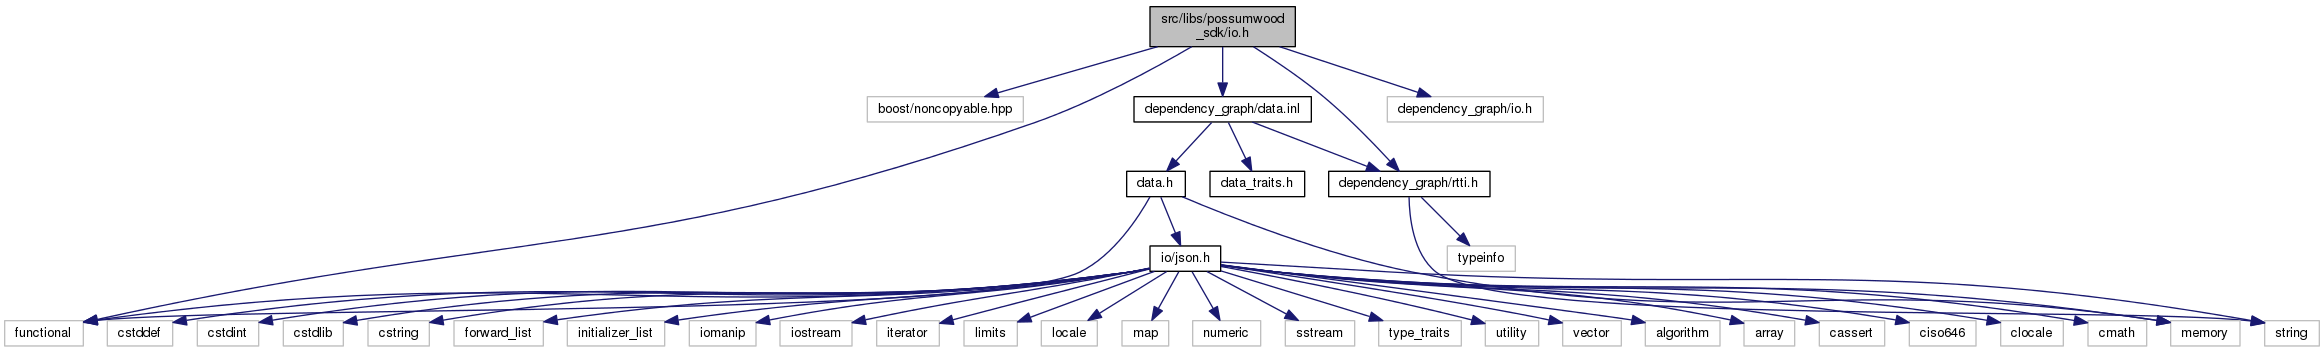 src/libs/possumwood
_sdk/io.h
boost/noncopyable.hpp
dependency_graph/data.inl
dependency_graph/io.h
data.h
data_traits.h
dependency_graph/rtti.h
io/json.h
typeinfo
functional
cstddef
cstdint
cstdlib
cstring
forward_list
initializer_list
iomanip
iostream
iterator
limits
locale
map
numeric
sstream
type_traits
utility
vector
algorithm
array
cassert
ciso646
clocale
cmath
memory
string